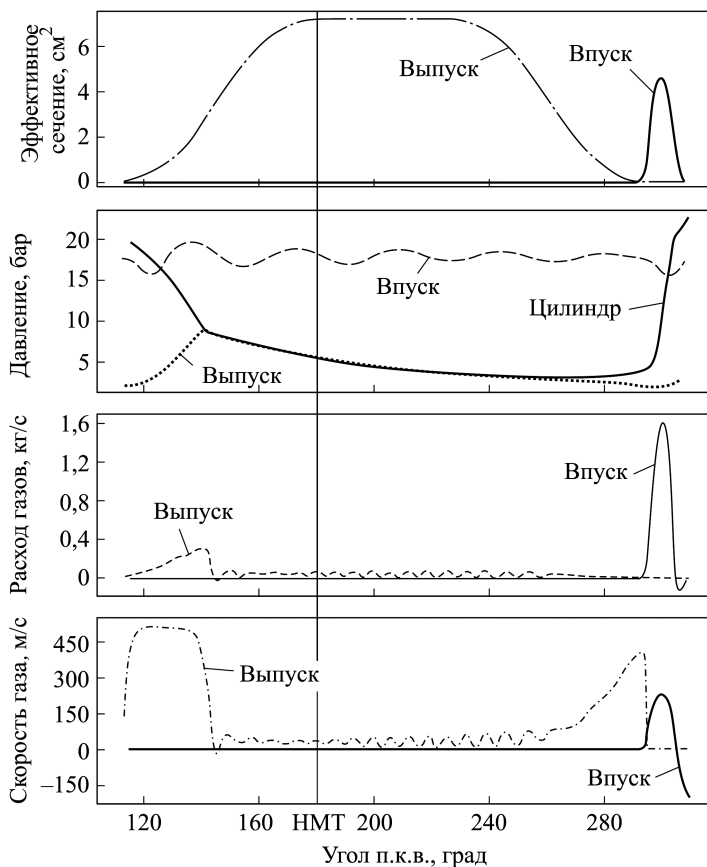 Эффективное
сечение, см²
6
4
2
0
Выпуск
Впуск
Давление, бар
20
15
10
5
Впуск
Цилиндр
Выпуск
Расход газов, кг/с
1,6
1,2
0,8
0,4
0
Выпуск
Впуск
Скорость газа, м/с
450
300
150
0
–150
Выпуск
Впуск
120 160 НМТ 200 240 280
Угол п.к.в., град